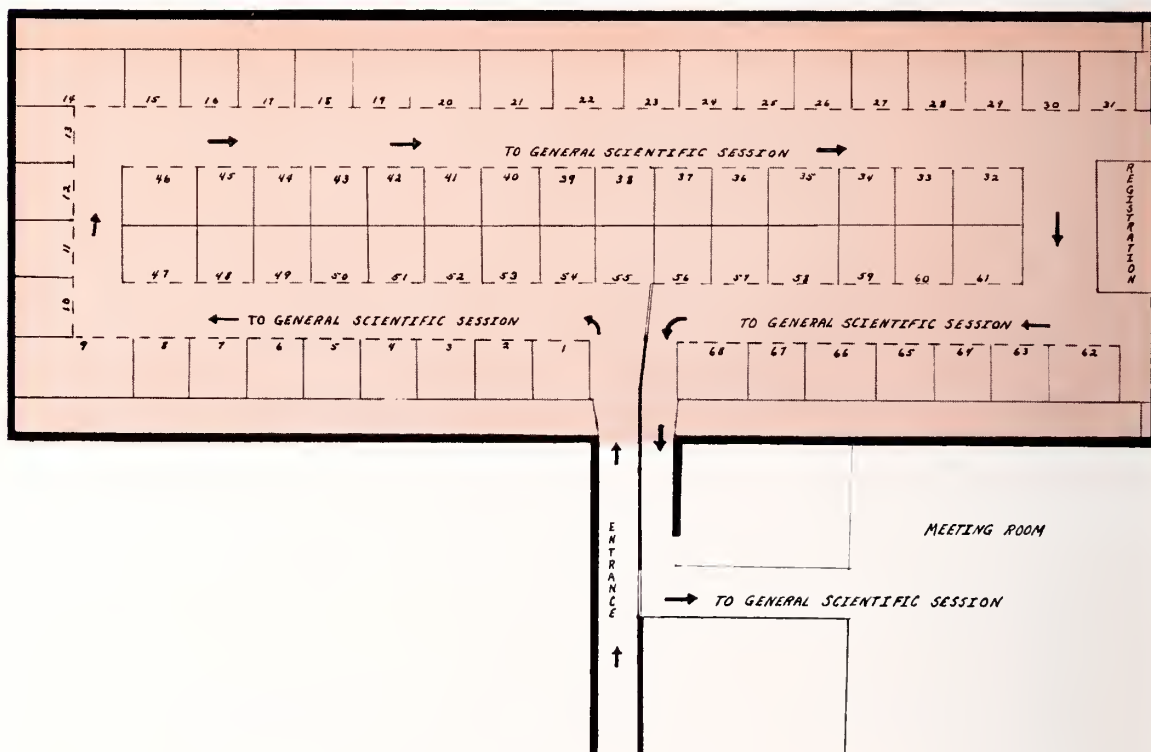 14 15 16 17 18 19 20 21 22 23 24 25 26 27 28 29 30 31
13
TO GENERAL SCIENTIFIC SESSION
12
46 45 44 43 42 41 40 39 38 37 36 35 34 33 32
REGISTRATION
11
47 48 49 50 51 52 53 54 55 56 57 58 59 60 61
10
TO GENERAL SCIENTIFIC SESSION
TO GENERAL SCIENTIFIC SESSION
9 8 7 6 5 4 3 2 1
68 67 66 65 64 63 62
ENTRANCE
MEETING ROOM
TO GENERAL SCIENTIFIC SESSION